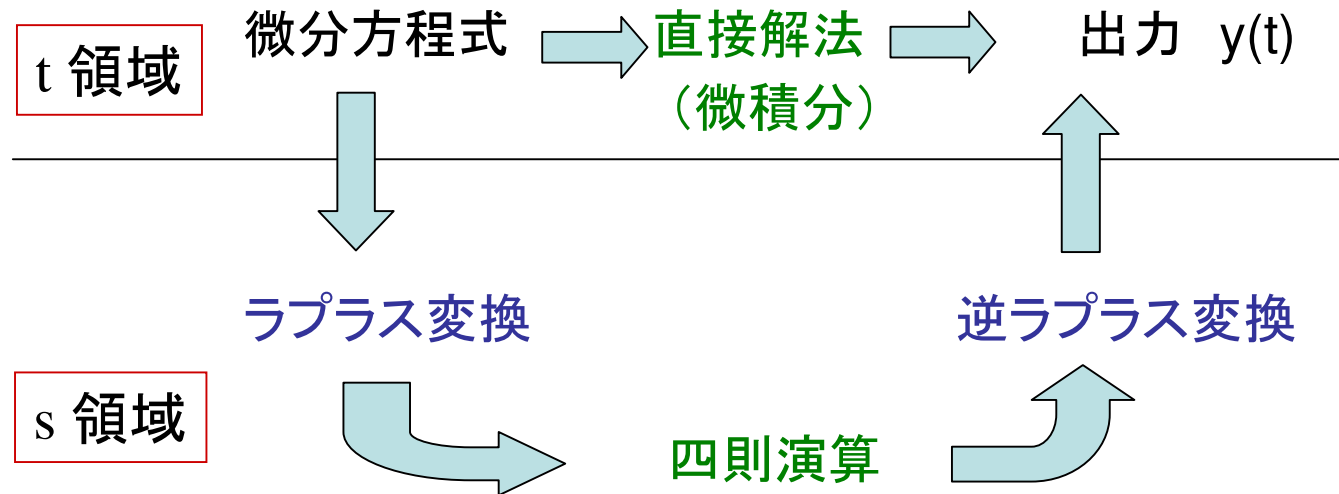 t 領域
微分方程式
直接解法
(微積分)
出力 y(t)
ラプラス変換
逆ラプラス変換
s 領域
四則演算